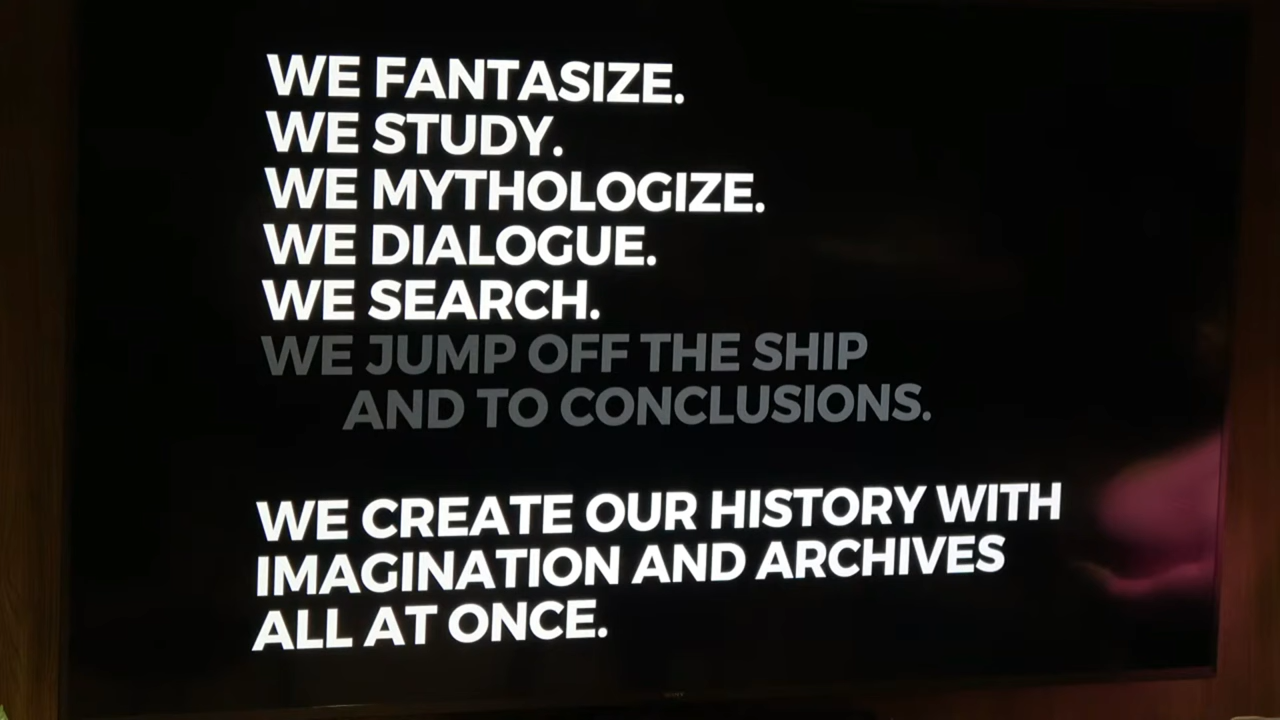 WE FANTASIZE.
WE STUDY.
WE MYTHOLOGIZE.
WE DIALOGUE.
WE SEARCH.
WE JUMP OFF THE SHIP
AND TO CONCLUSIONS.
WE CREATE OUR HISTORY WITH
IMAGINATION AND ARCHIVES
ALL AT ONCE.